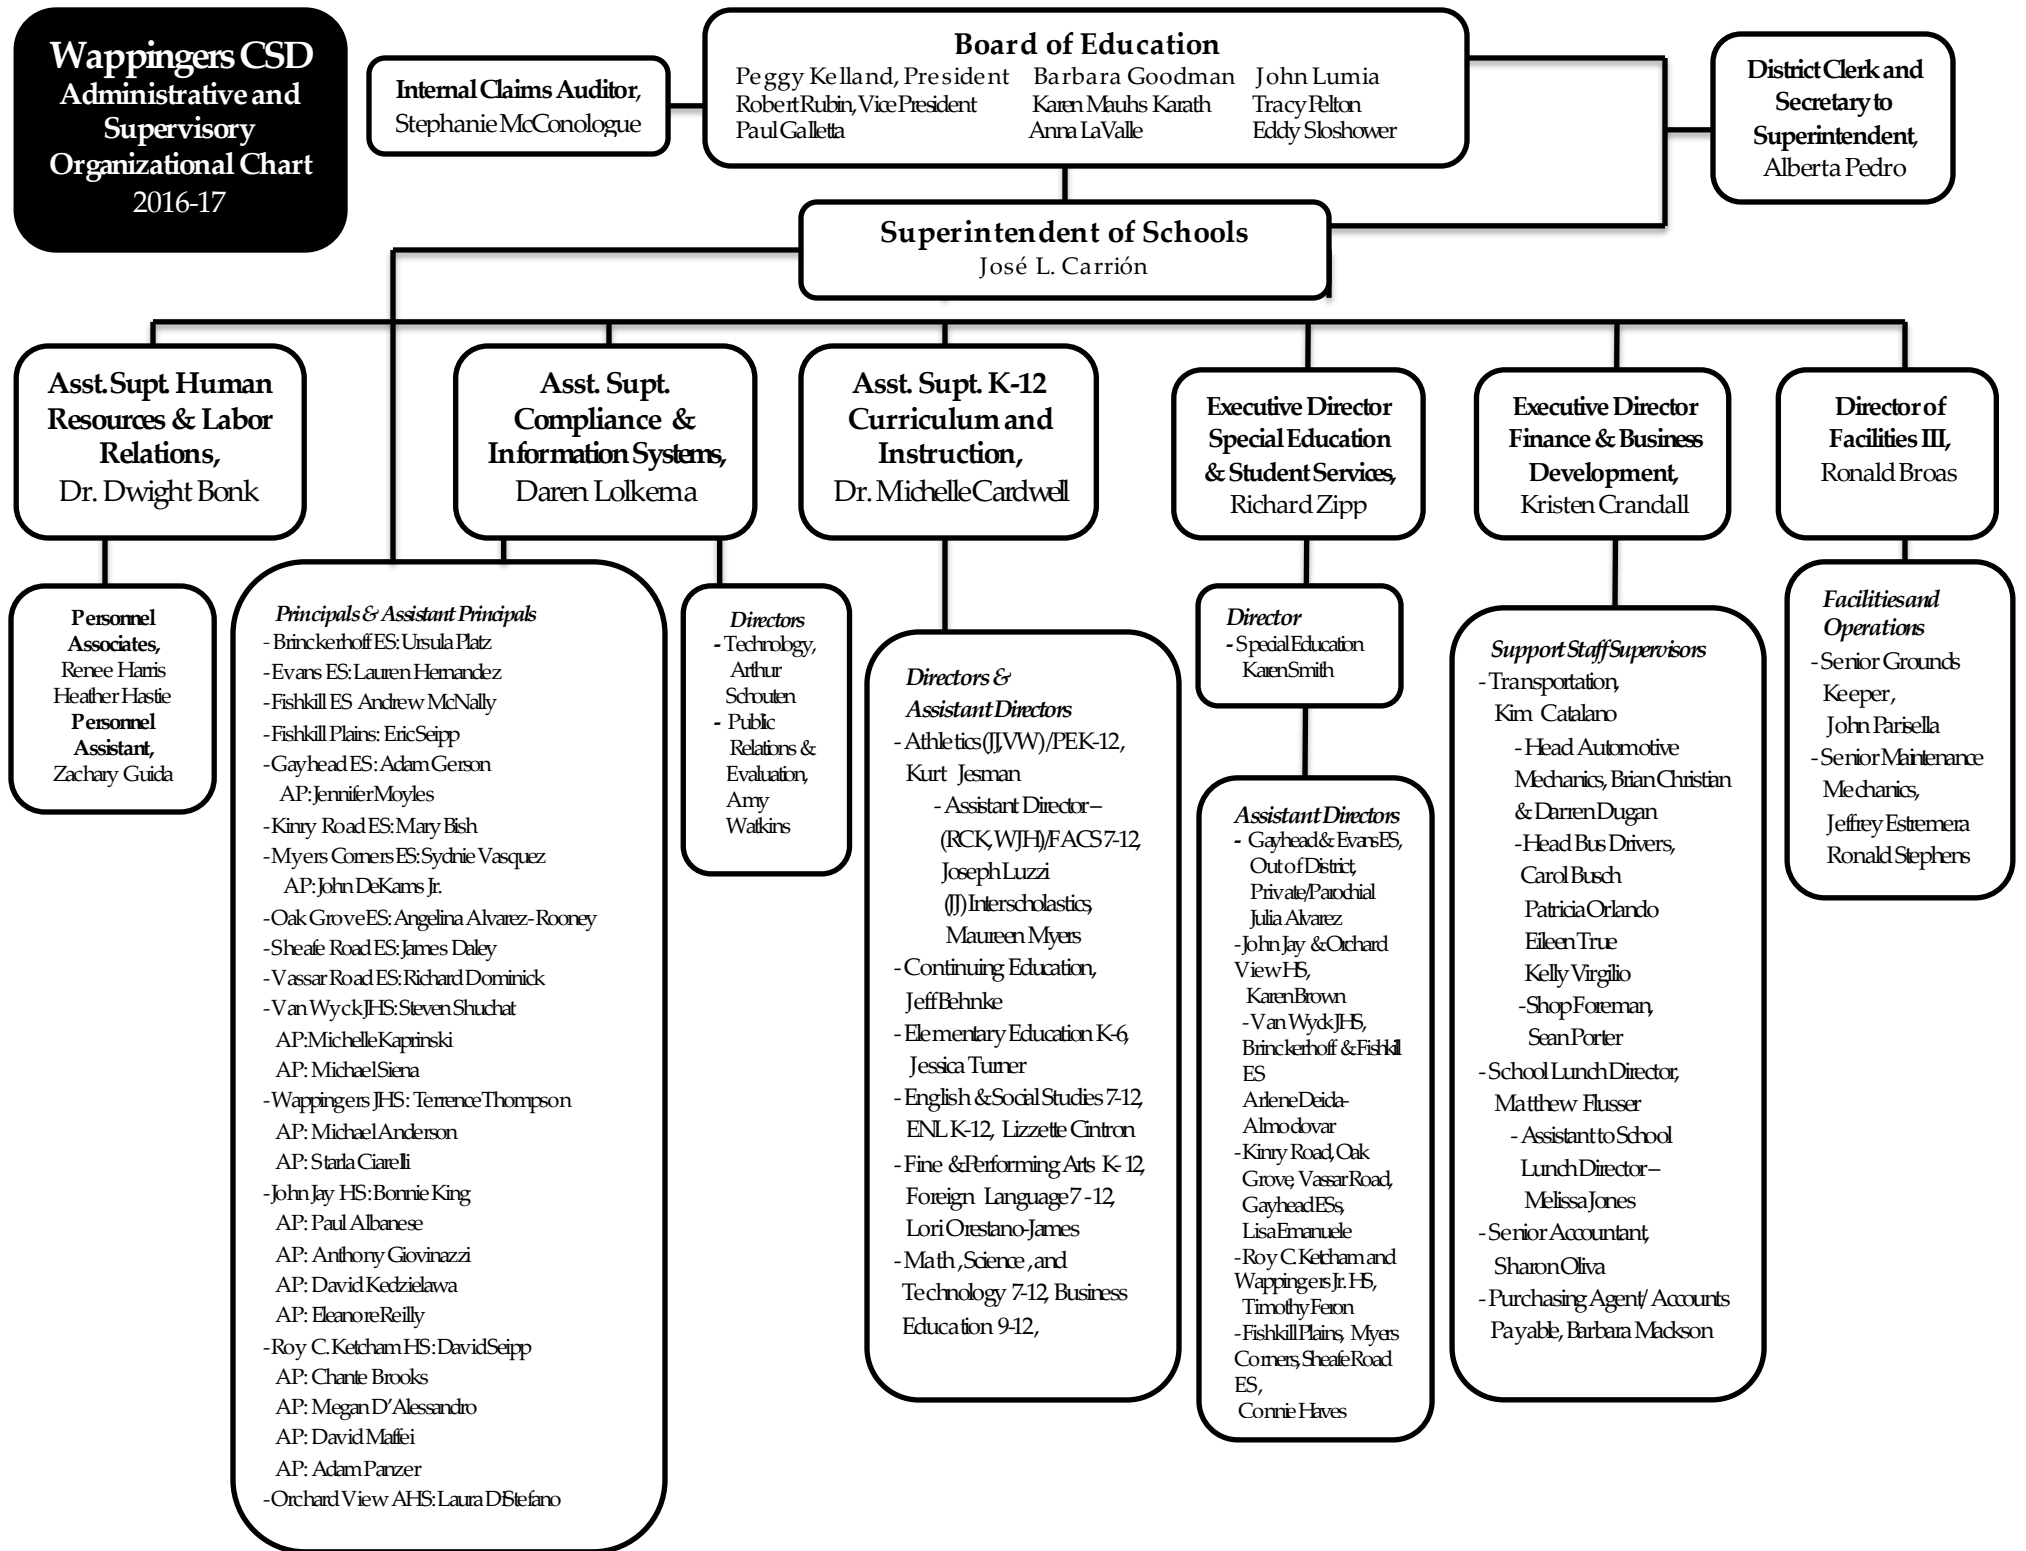 Wappingers CSD
Administrative and
Supervisory
Organizational Chart
2016-17
Internal Claims Auditor,
Stephanie McConologue
Board of Education
Peggy Kelland, President Barbara Goodman John Lumia
Robert Rubin, Vice President Karen Mauhs Karath Tracy Pelton
Paul Galletta Anna LaValle Eddy Sloshower
District Clerk and
Secretary to
Superintendent,
Alberta Pedro
Superintendent of Schools
José L. Carrión
Asst. Supt. Human
Resources & Labor
Relations,
Dr. Dwight Bonk
Asst. Supt.
Compliance &
Information Systems,
Daren Lolkema
Asst. Supt. K-12
Curriculum and
Instruction,
Dr. Michelle Cardwell
Executive Director
Special Education
& Student Services,
Richard Zipp
Executive Director
Finance & Business
Development,
Kristen Crandall
Director of
Facilities III,
Ronald Broas
Personnel
Associates,
Renee Harris
Heather Hastie
Personnel
Assistant,
Zachary Guida
Principals & Assistant Principals
- Brinckerhoff ES: Ursula Platz
- Evans ES: Lauren Hernandez
- Fishkill ES Andrew McNally
- Fishkill Plains: Eric Seipp
- Gayhead ES: Adam Gerson
AP: Jennifer Moyles
- Kinry Road ES: Mary Bish
- Myers Corners ES: Sydnie Vasquez
AP: John DeKams Jr.
- Oak Grove ES: Angelina Alvarez-Rooney
- Sheafe Road ES: James Daley
- Vassar Road ES: Richard Dominick
- Van Wyck JHS: Steven Shuchat
AP: Michelle Kaprinski
AP: Michael Siena
- Wappingers JHS: Terrence Thompson
AP: Michael Anderson
AP: Starla Ciarelli
- John Jay HS: Bonnie King
AP: Paul Albanese
AP: Anthony Giovinazzi
AP: David Kedzielawa
AP: Eleanore Reilly
- Roy C. Ketcham HS: David Seipp
AP: Chante Brooks
AP: Megan D'Alessandro
AP: David Maffei
AP: Adam Panzer
- Orchard View AHS: Laura DiStefano
Directors
- Technology,
Arthur
Schouten
- Public
Relations &
Evaluation,
Amy
Watkins
Directors &
Assistant Directors
- Athletics (JJ,VW)/PE K-12,
Kurt Jesman
- Assistant Director –
(RCK, WJH)/FACS 7-12,
Joseph Luzzi
(JJ) Interscholastics,
Maureen Myers
- Continuing Education,
Jeff Behnke
- Elementary Education K-6,
Jessica Turner
- English & Social Studies 7-12,
ENL K-12, Lizzette Cintron
- Fine & Performing Arts K-12,
Foreign Language 7-12,
Lori Orestano-James
- Math, Science, and
Technology 7-12, Business
Education 9-12,
Director
- Special Education
Karen Smith
Assistant Directors
- Gayhead & Evans ES,
Out of District,
Private/Parochial
Julia Alvarez
- John Jay & Orchard
View HS,
Karen Brown
- Van Wyck JHS,
Brinckerhoff & Fishkill
ES
Arlene Deida-
Almodovar
- Kinry Road, Oak
Grove, Vassar Road,
Gayhead ESs,
Lisa Emanuele
- Roy C. Ketcham and
Wappingers Jr. HS,
Timothy Feron
- Fishkill Plains, Myers
Corners, Sheafe Road
ES,
Connie Haves
Support Staff Supervisors
- Transportation,
Kim Catalano
- Head Automotive
Mechanics, Brian Christian
& Darren Dugan
- Head Bus Drivers,
Carol Busch
Patricia Orlando
Eileen True
Kelly Virgilio
- Shop Foreman,
Sean Porter
- School Lunch Director,
Matthew Flusser
- Assistant to School
Lunch Director –
Melissa Jones
- Senior Accountant,
Sharon Oliva
- Purchasing Agent/ Accounts
Payable, Barbara Mackson
Facilities and
Operations
- Senior Grounds
Keeper,
John Parisella
- Senior Maintenance
Mechanics,
Jeffrey Estremera
Ronald Stephens